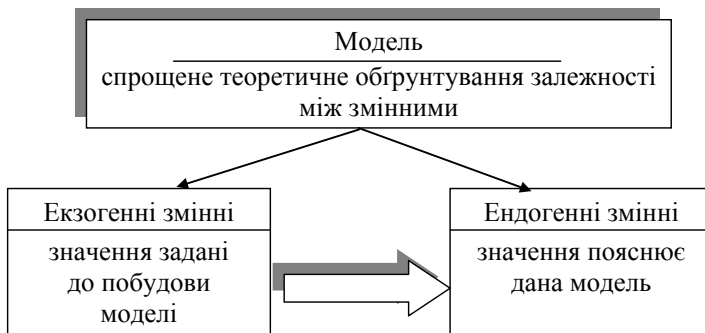 Модель
спрощене теоретичне обґрунтування залежності
між змінними
Екзогенні змінні
значення задані
до побудови
моделі
Ендогенні змінні
значення пояснює
дана модель